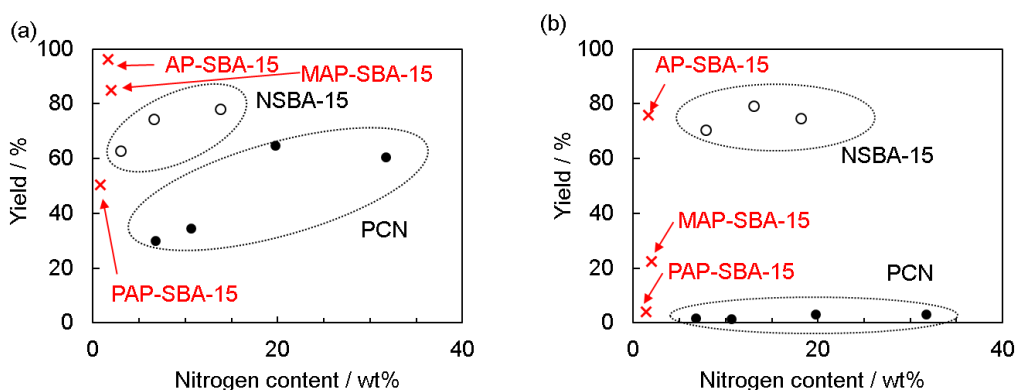 (a)
100
80
60
40
20
0
Yield / %
AP-SBA-15
MAP-SBA-15
NSBA-15
PCN
PAP-SBA-15
0
20
40
Nitrogen content / wt%
(b)
100
80
60
40
20
0
Yield / %
AP-SBA-15
NSBA-15
MAP-SBA-15
PAP-SBA-15
PCN
0
20
40
Nitrogen content / wt%